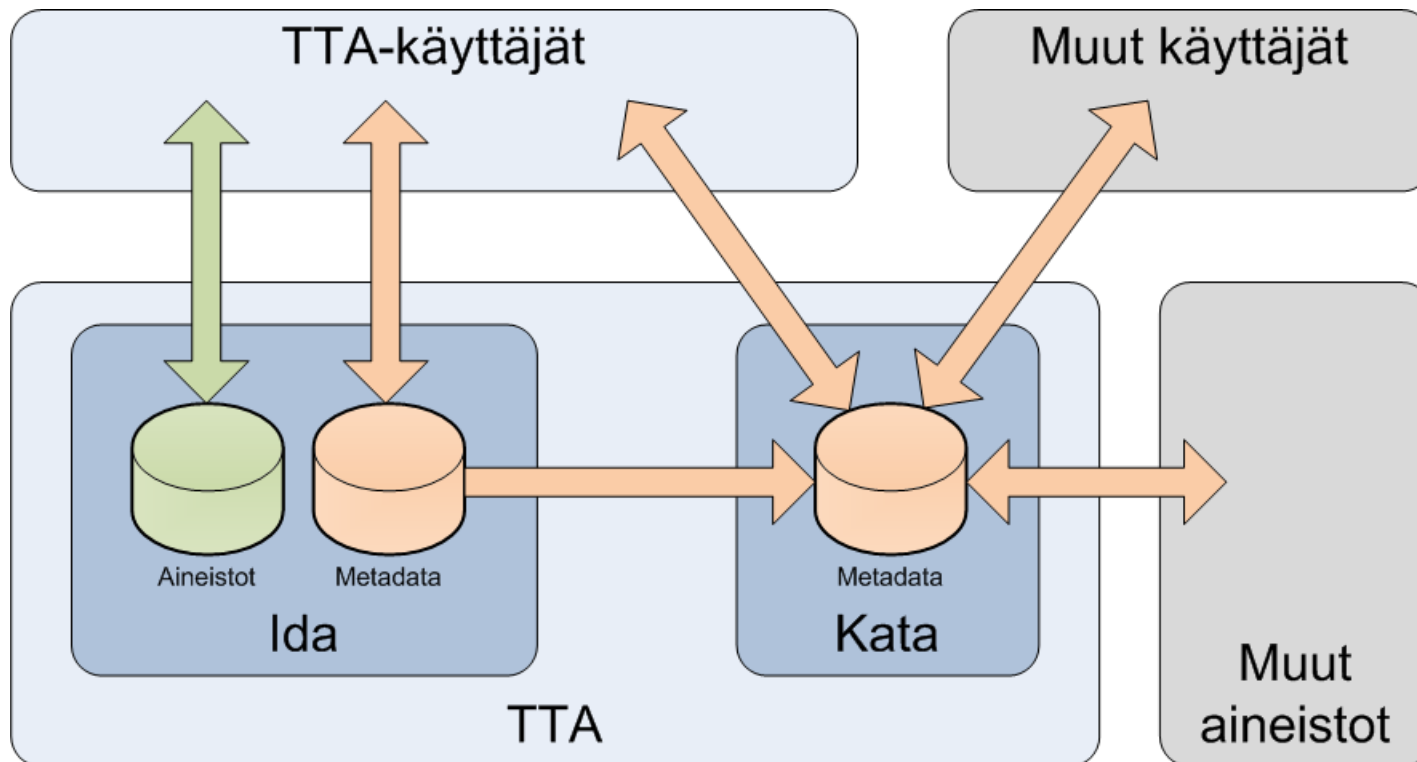 TTA-käyttäjät
Muut käyttäjät
Aineistot
Metadata
Metadata
Ida
Kata
TTA
Muut
aineistot